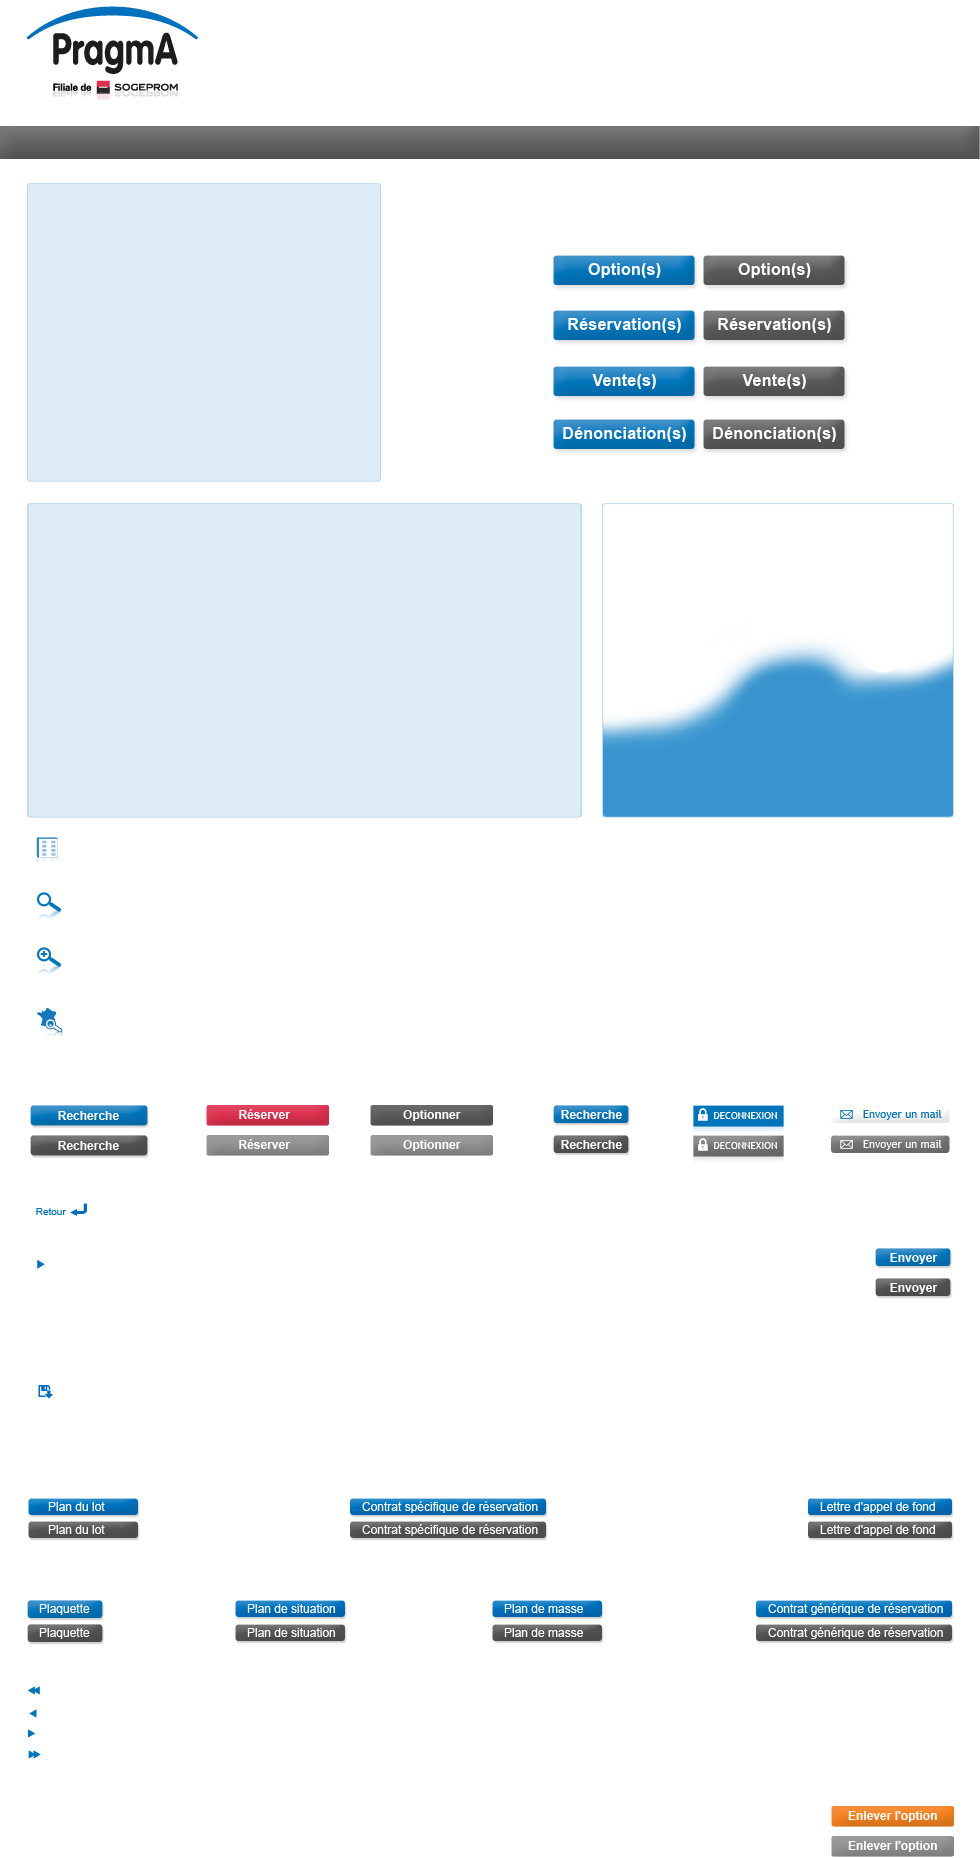 PragmA
Filiale de SOGEPROM
Option(s) Option(s)
Réservation(s) Réservation(s)
Vente(s) Vente(s)
Dénonciation(s) Dénonciation(s)
Recherche Réserver Optionner Recherche DECONNEXION Envoyer un mail
Recherche Réserver Optionner Recherche DECONNEXION Envoyer un mail
Retour
Envoyer
Envoyer
Plan du lot Contrat spécifique de réservation Lettre d'appel de fond
Plan du lot Contrat spécifique de réservation Lettre d'appel de fond
Plaquette Plan de situation Plan de masse Contrat générique de réservation
Plaquette Plan de situation Plan de masse Contrat générique de réservation
Enlever l'option
Enlever l'option